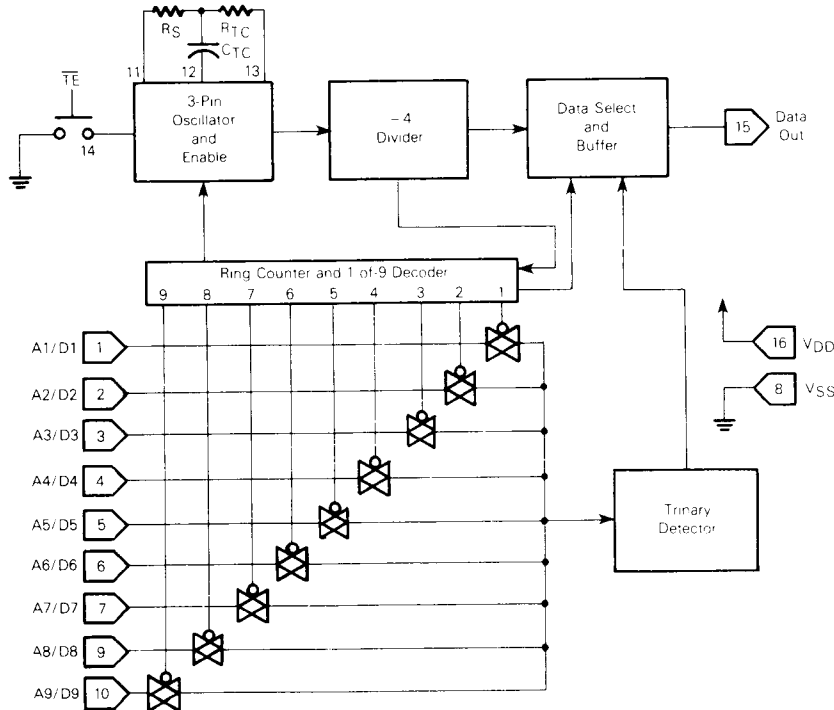 RS
RTC
CTC
11
12
13
TE
14
3-Pin
Oscillator
and
Enable
–4
Divider
Data Select
and
Buffer
15
Data
Out
Ring Counter and 1 of-9 Decoder
9 8 7 6 5 4 3 2 1
A1/D1 1
A2/D2 2
A3/D3 3
A4/D4 4
A5/D5 5
A6/D6 6
A7/D7 7
A8/D8 9
A9/D9 10
16 VDD
8 VSS
Trinary
Detector